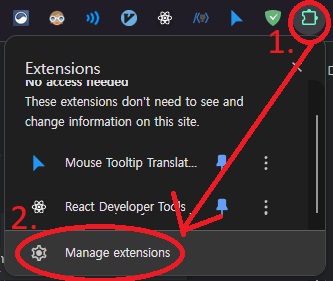 1.
Extensions
No access needed
These extensions don't need to see and
change information on this site.
Mouse Tooltip Translat...
React Developer Tools
2.
Manage extensions